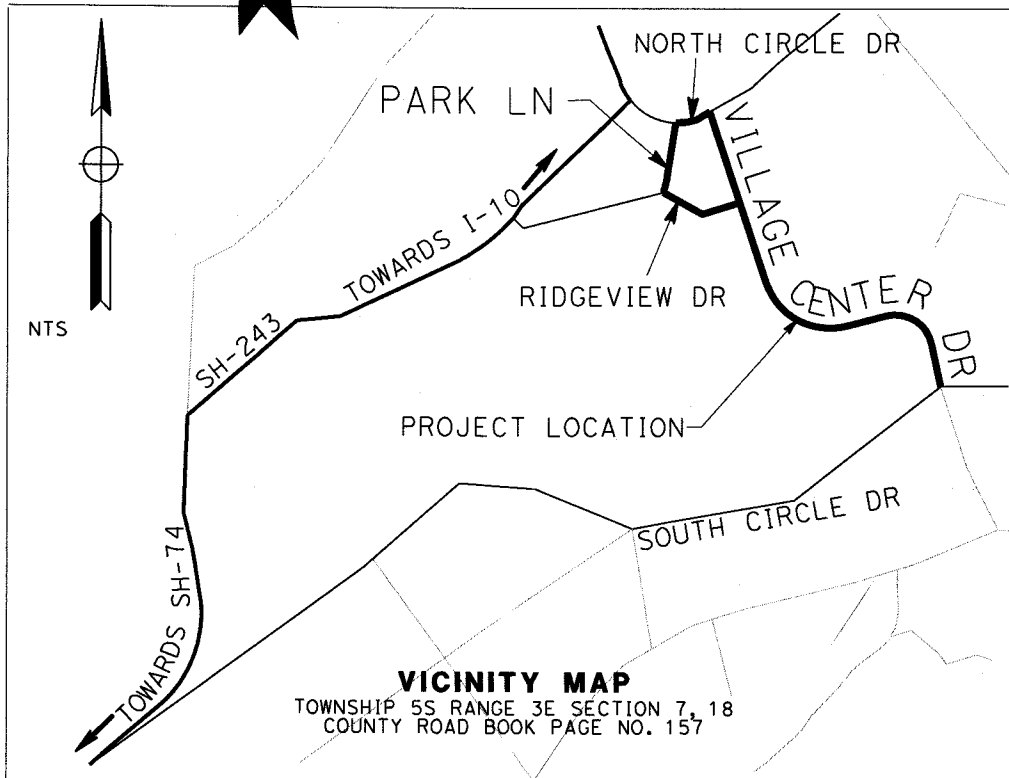 NORTH CIRCLE DR
PARK LN
VILLAGE CENTER DR
TOWARDS I-10
RIDGEVIEW DR
NTS
SH-243
PROJECT LOCATION
SOUTH CIRCLE DR
TOWARDS SH-74
VICINITY MAP
TOWNSHIP 5S RANGE 3E SECTION 7, 18
COUNTY ROAD BOOK PAGE NO. 157